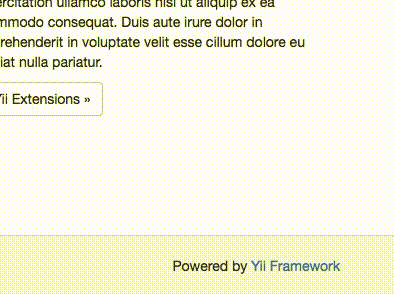 ercitation ullamco laboris nisi ut aliquip ex ea
mmodo consequat. Duis aute irure dolor in
rehenderit in voluptate velit esse cillum dolore eu
iat nulla pariatur.
Yii Extensions »
Powered by Yii Framework